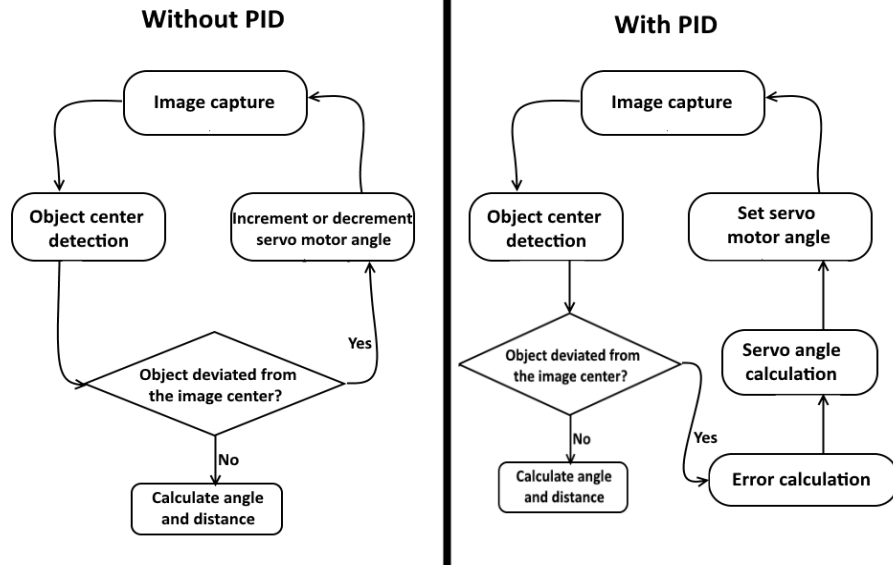 Without PID
Image capture
Object center
detection
Increment or decrement
servo motor angle
Yes
Object deviated from
the image center?
No
Calculate angle
and distance
With PID
Image capture
Object center
detection
Set servo
motor angle
Object deviated from
the image center?
Servo angle
calculation
No
Yes
Calculate angle
and distance
Error calculation